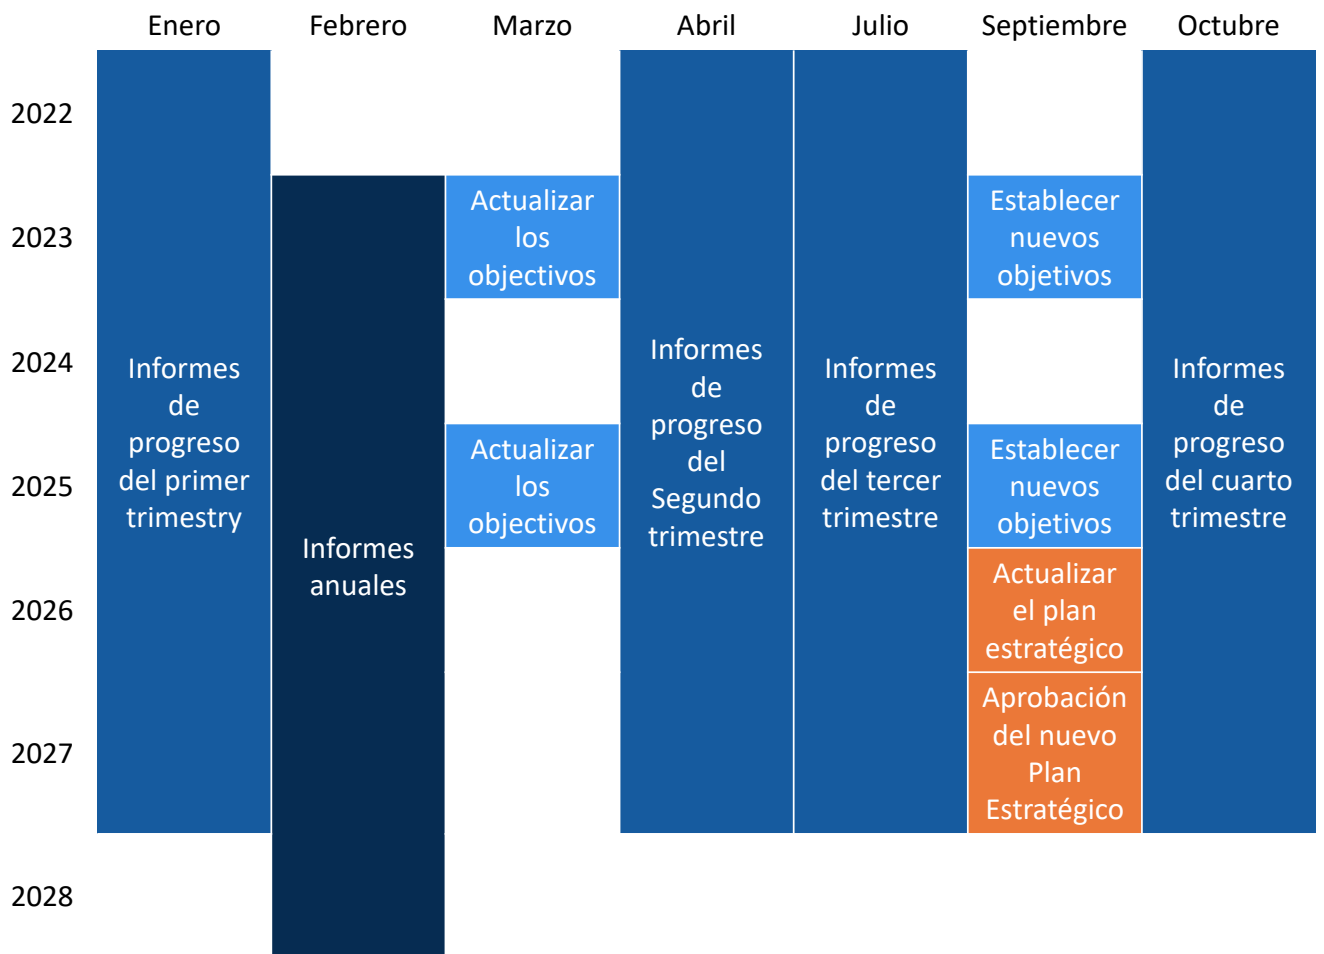 Enero Febrero Marzo Abril Julio Septiembre Octubre
2022
2023
2024
2025
2026
2027
2028
Informes
de
progreso
del primer
trimestry
Informes
anuales
Actualizar
los
objectivos
Actualizar
los
objectivos
Informes
de
progreso
del
Segundo
trimestre
Informes
de
progreso
del tercer
trimestre
Establecer
nuevos
objetivos
Establecer
nuevos
objetivos
Actualizar
el plan
estratégico
Aprobación
del nuevo
Plan
Estratégico
Informes
de
progreso
del cuarto
trimestre